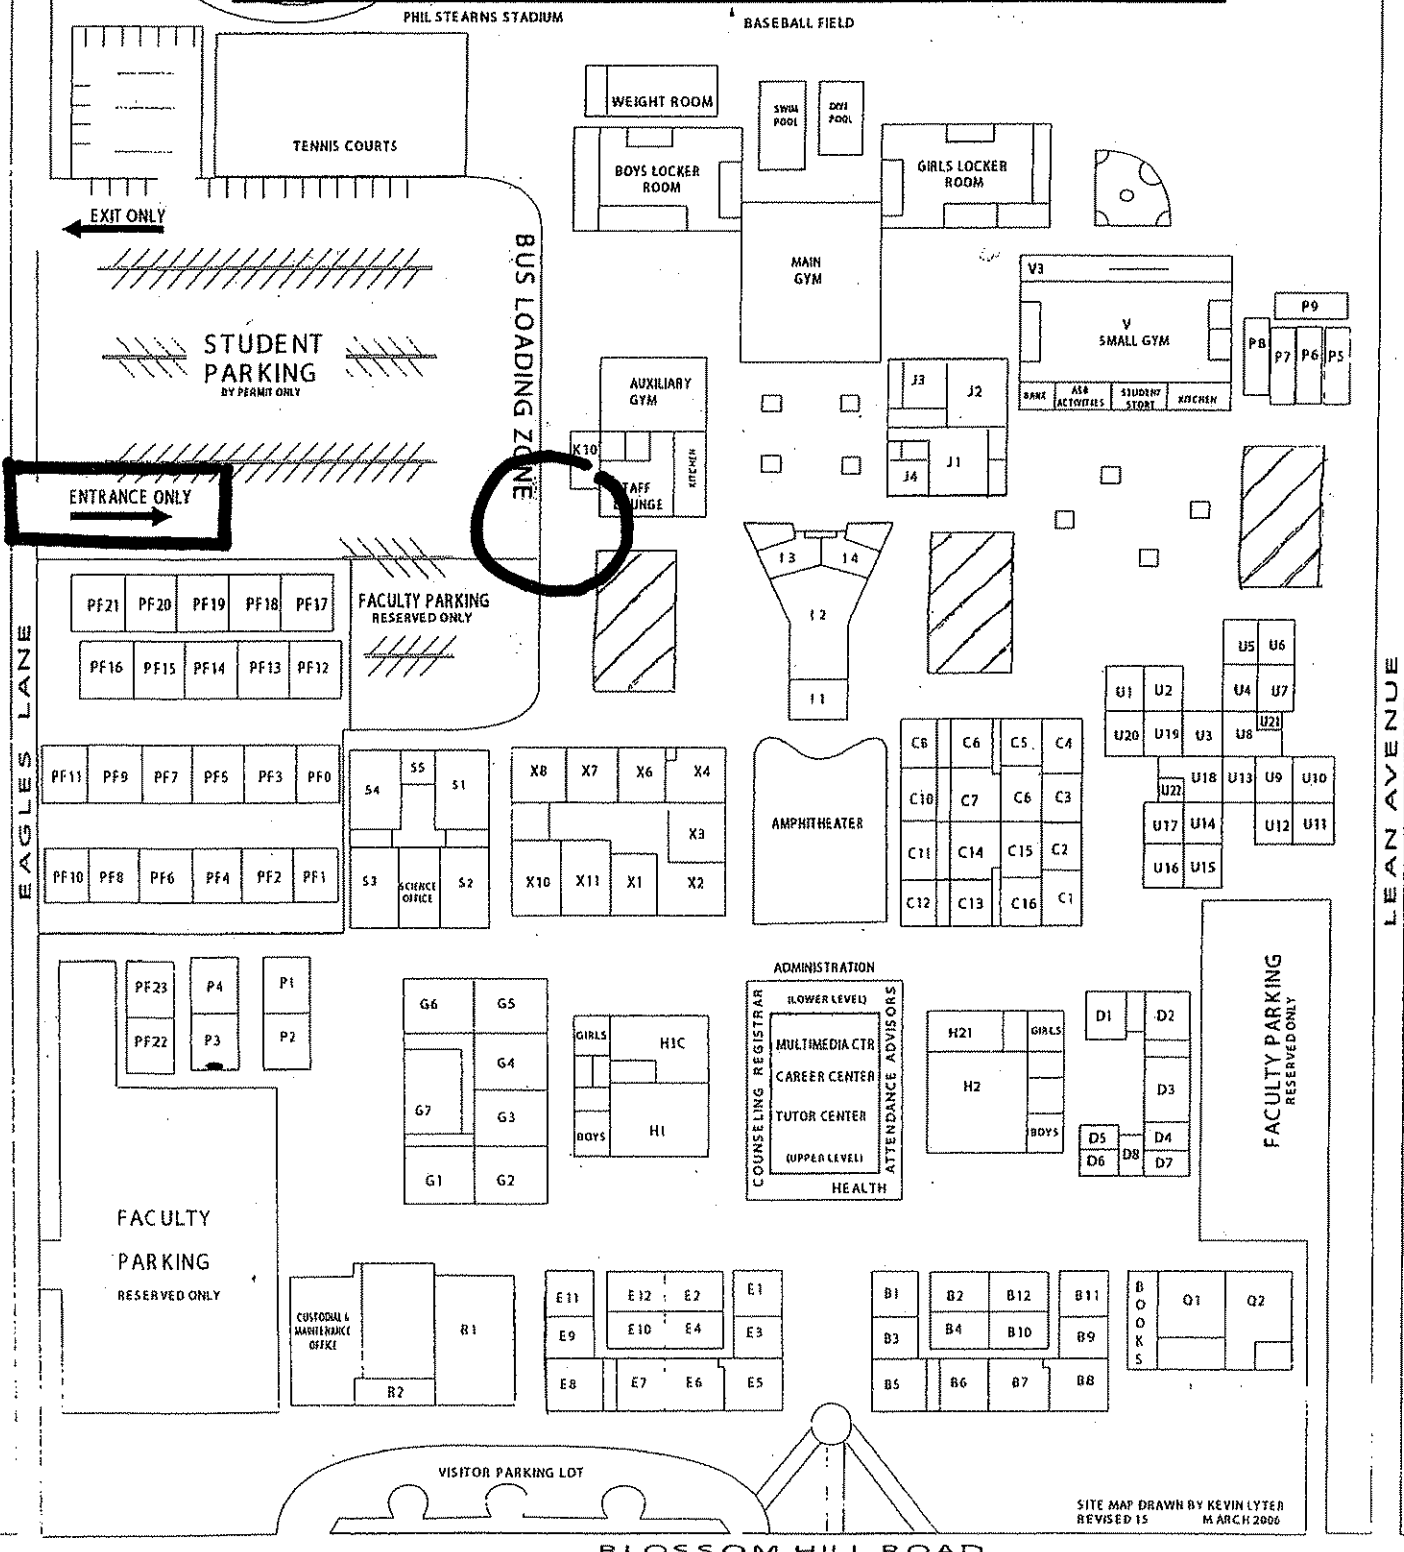 PHIL STEARNS STADIUM
BASEBALL FIELD
WEIGHT ROOM
SWIM
POOL
DIVE
POOL
TENNIS COURTS
BOYS LOCKER
ROOM
GIRLS LOCKER
ROOM
EXIT ONLY
BUS LOADING ZONE
MAIN
GYM
V3
V
SMALL GYM
P9
P8
P7
P6
P5
STUDENT
PARKING
BY PERMIT ONLY
AUXILIARY
GYM
J3
J2
BANK
ASB
ACTIVITIES
STUDENT
STORE
KITCHEN
K10
KITCHEN
J4
J1
ENTRANCE ONLY
I3
I4
I2
I1
PF21 PF20 PF19 PF18 PF17
FACULTY PARKING
RESERVED ONLY
PF16 PF15 PF14 PF13 PF12
EAGLES LANE
LEAN AVENUE
U5 U6
U1 U2 U4 U7
U21
U20 U19 U3 U8
U18 U13 U9 U10
U22
U17 U14 U12 U11
U16 U15
PF11 PF9 PF7 PF5 PF3 PF0
S5
S4 S1
X8 X7 X6 X4
X3
C8 C6 C5 C4
C10 C7 C6 C3
AMPHITHEATER
C11 C14 C15 C2
C12 C13 C16 C1
PF10 PF8 PF6 PF4 PF2 PF1
S3
SCIENCE
OFFICE
S2
X10 X11 X1 X2
ADMINISTRATION
(LOWER LEVEL)
COUNSELING REGISTRAR
ATTENDANCE ADVISORS
MULTIMEDIA CTR
CAREER CENTER
TUTOR CENTER
(UPPER LEVEL)
HEALTH
PF23 P4 P1
PF22 P3 P2
G6 G5
G4
G7 G3
G1 G2
GIRLS
H1C
BOYS
H1
H21
GIRLS
H2
BOYS
D1 D2
D3
D5 D4
D6 D8 D7
FACULTY PARKING
RESERVED ONLY
FACULTY
PARKING
RESERVED ONLY
CUSTODIAL &
MAINTENANCE
OFFICE
R1
R2
E11 E12 E2 E1
E9 E10 E4 E3
E8 E7 E6 E5
B1 B2 B12 B11
B3 B4 B10 B9
B5 B6 B7 B8
BOOKS
Q1 Q2
VISITOR PARKING LOT
SITE MAP DRAWN BY KEVIN LYTER
REVISED 15 MARCH 2006
BLOSSOM HILL ROAD